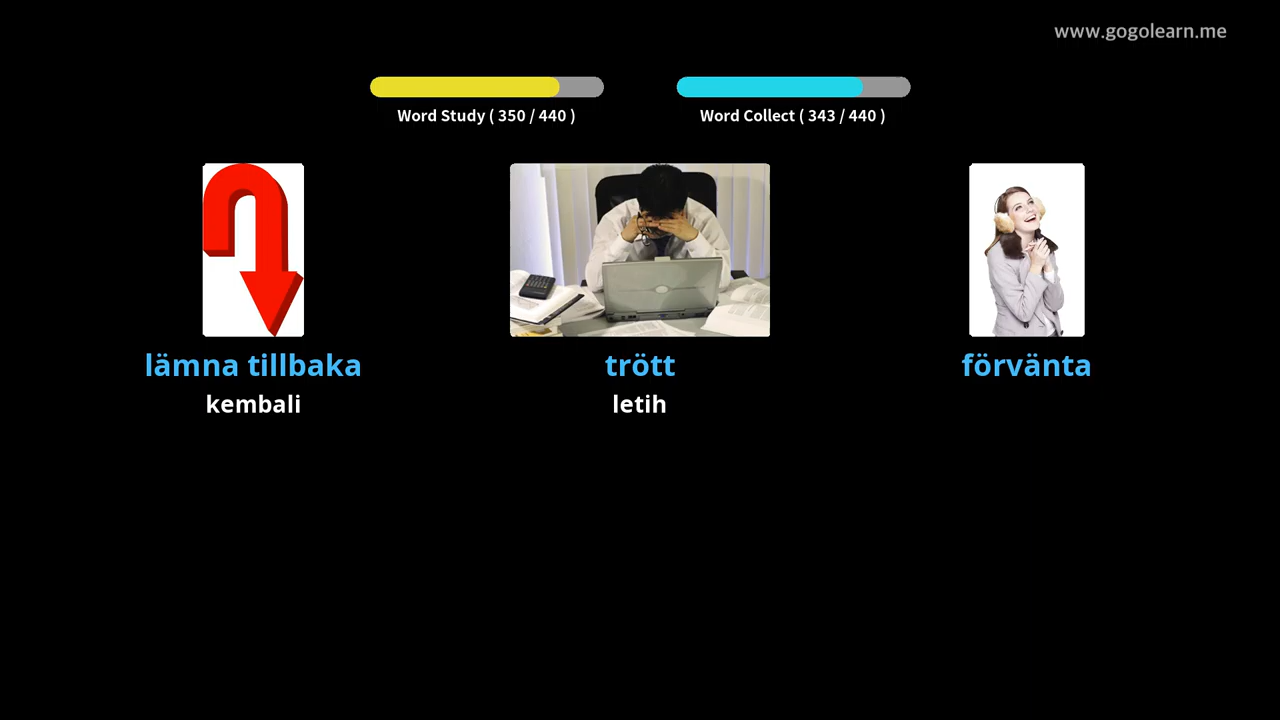 www.gogolearn.me
Word Study ( 350 / 440 )
Word Collect ( 343 / 440 )
lämna tillbaka
kembali
trött
letih
förvänta